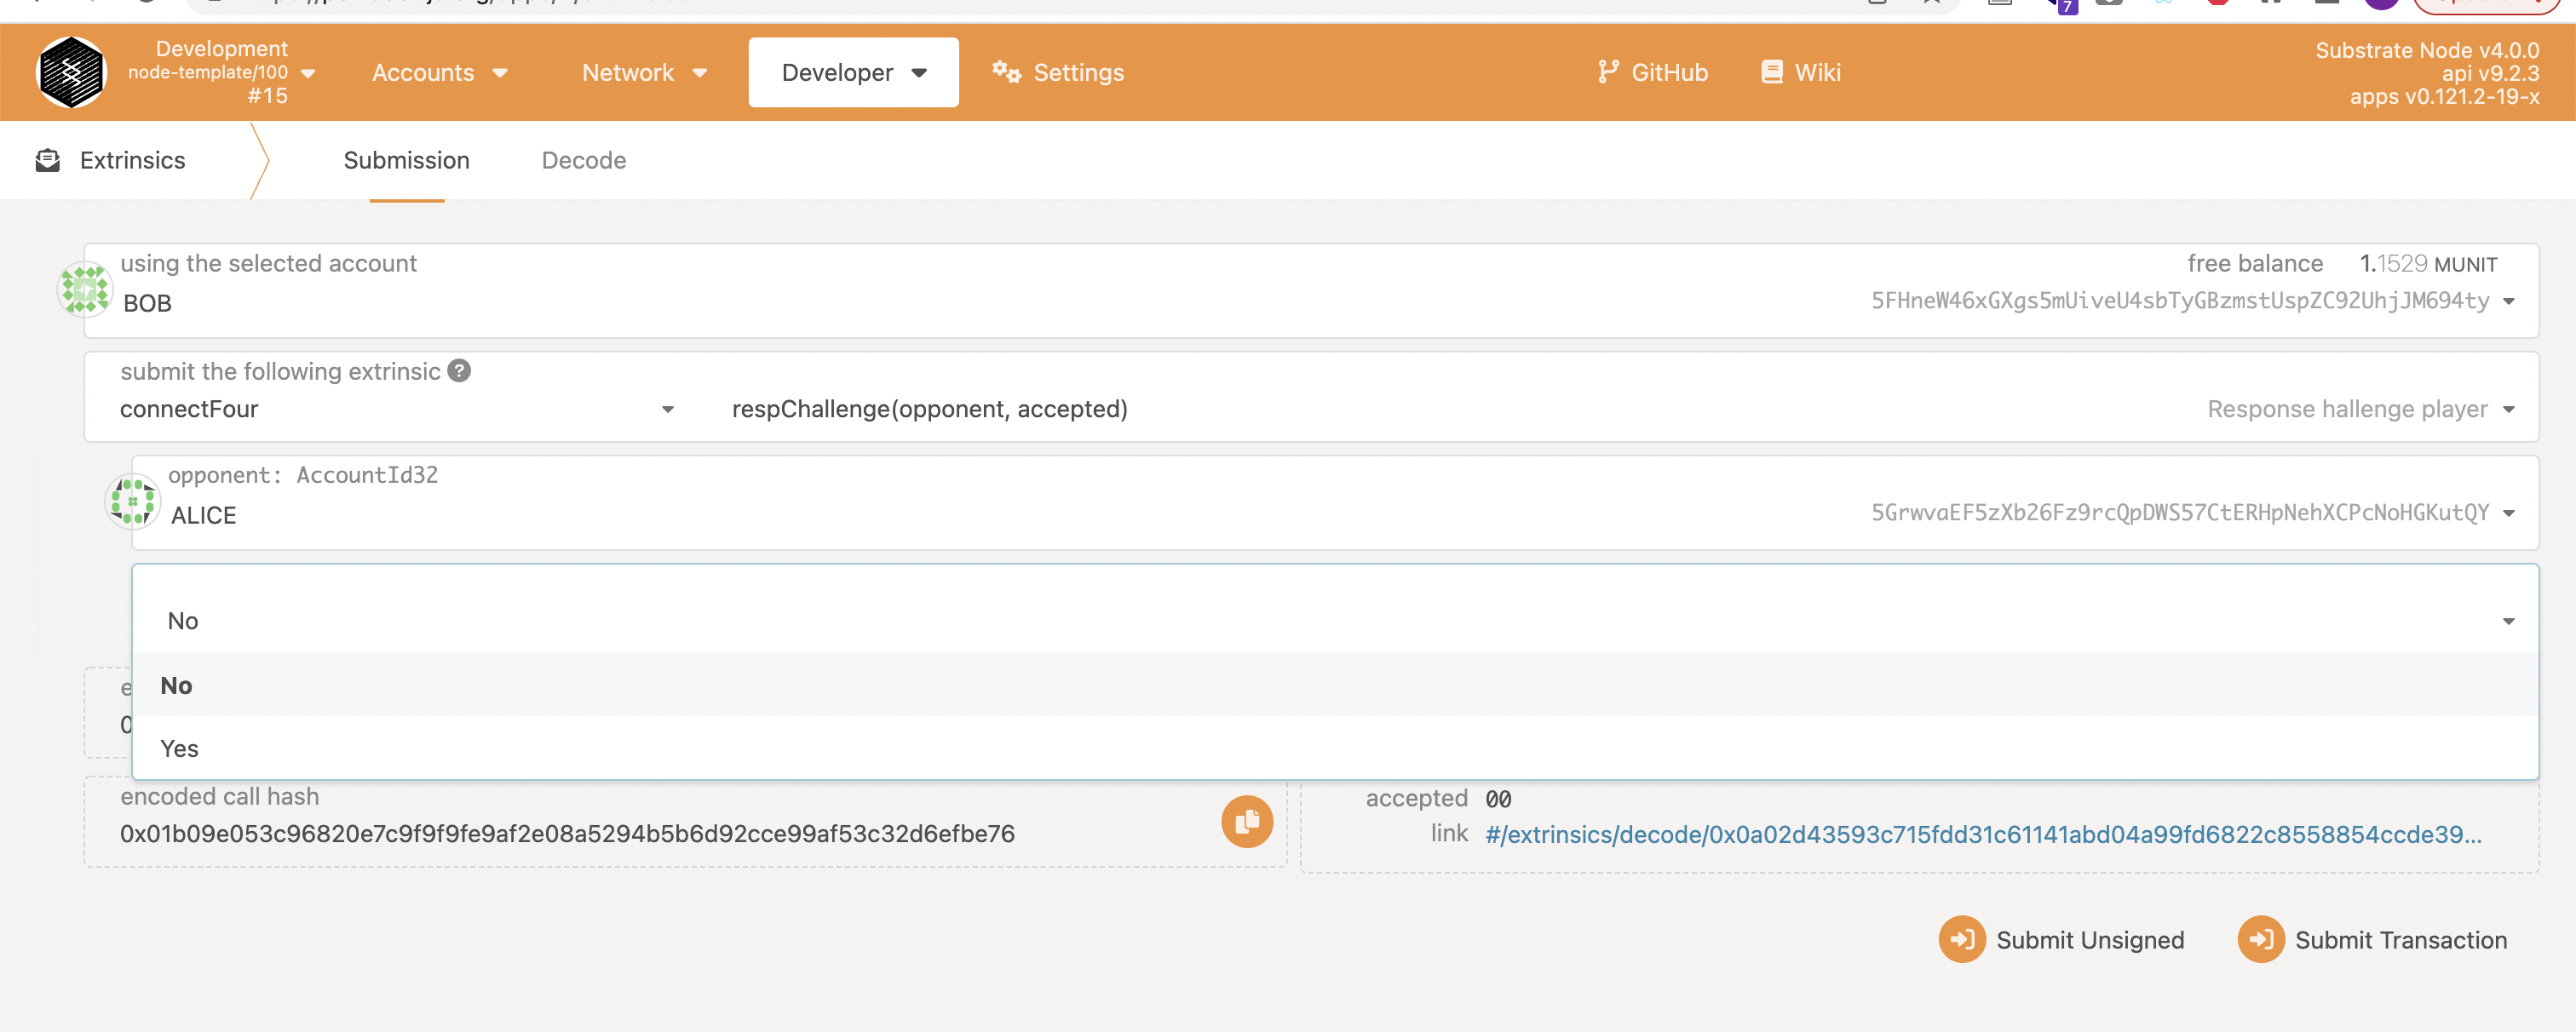 7
Development
node-template/100
#15
Accounts
Network
Developer
Settings
GitHub
Wiki
Substrate Node v4.0.0
api v9.2.3
apps v0.121.2-19-x
Extrinsics
Submission
Decode
using the selected account
BOB
free balance 1.1529 MUNIT
5FHneW46xGXgs5mUiveU4sbTyGBzmstUspZC92UhjJM694ty
submit the following extrinsic ?
connectFour
respChallenge(opponent, accepted)
Response hallenge player
opponent: AccountId32
ALICE
5GrwvaEF5zXb26Fz9rcQpDWS57CtERHpNehXCPcNoHGKutQY
No
No
Yes
encoded call hash
0x01b09e053c96820e7c9f9f9fe9af2e08a5294b5b6d92cce99af53c32d6efbe76
accepted 00
link #/extrinsics/decode/0x0a02d43593c715fdd31c61141abd04a99fd6822c8558854ccde39...
Submit Unsigned
Submit Transaction